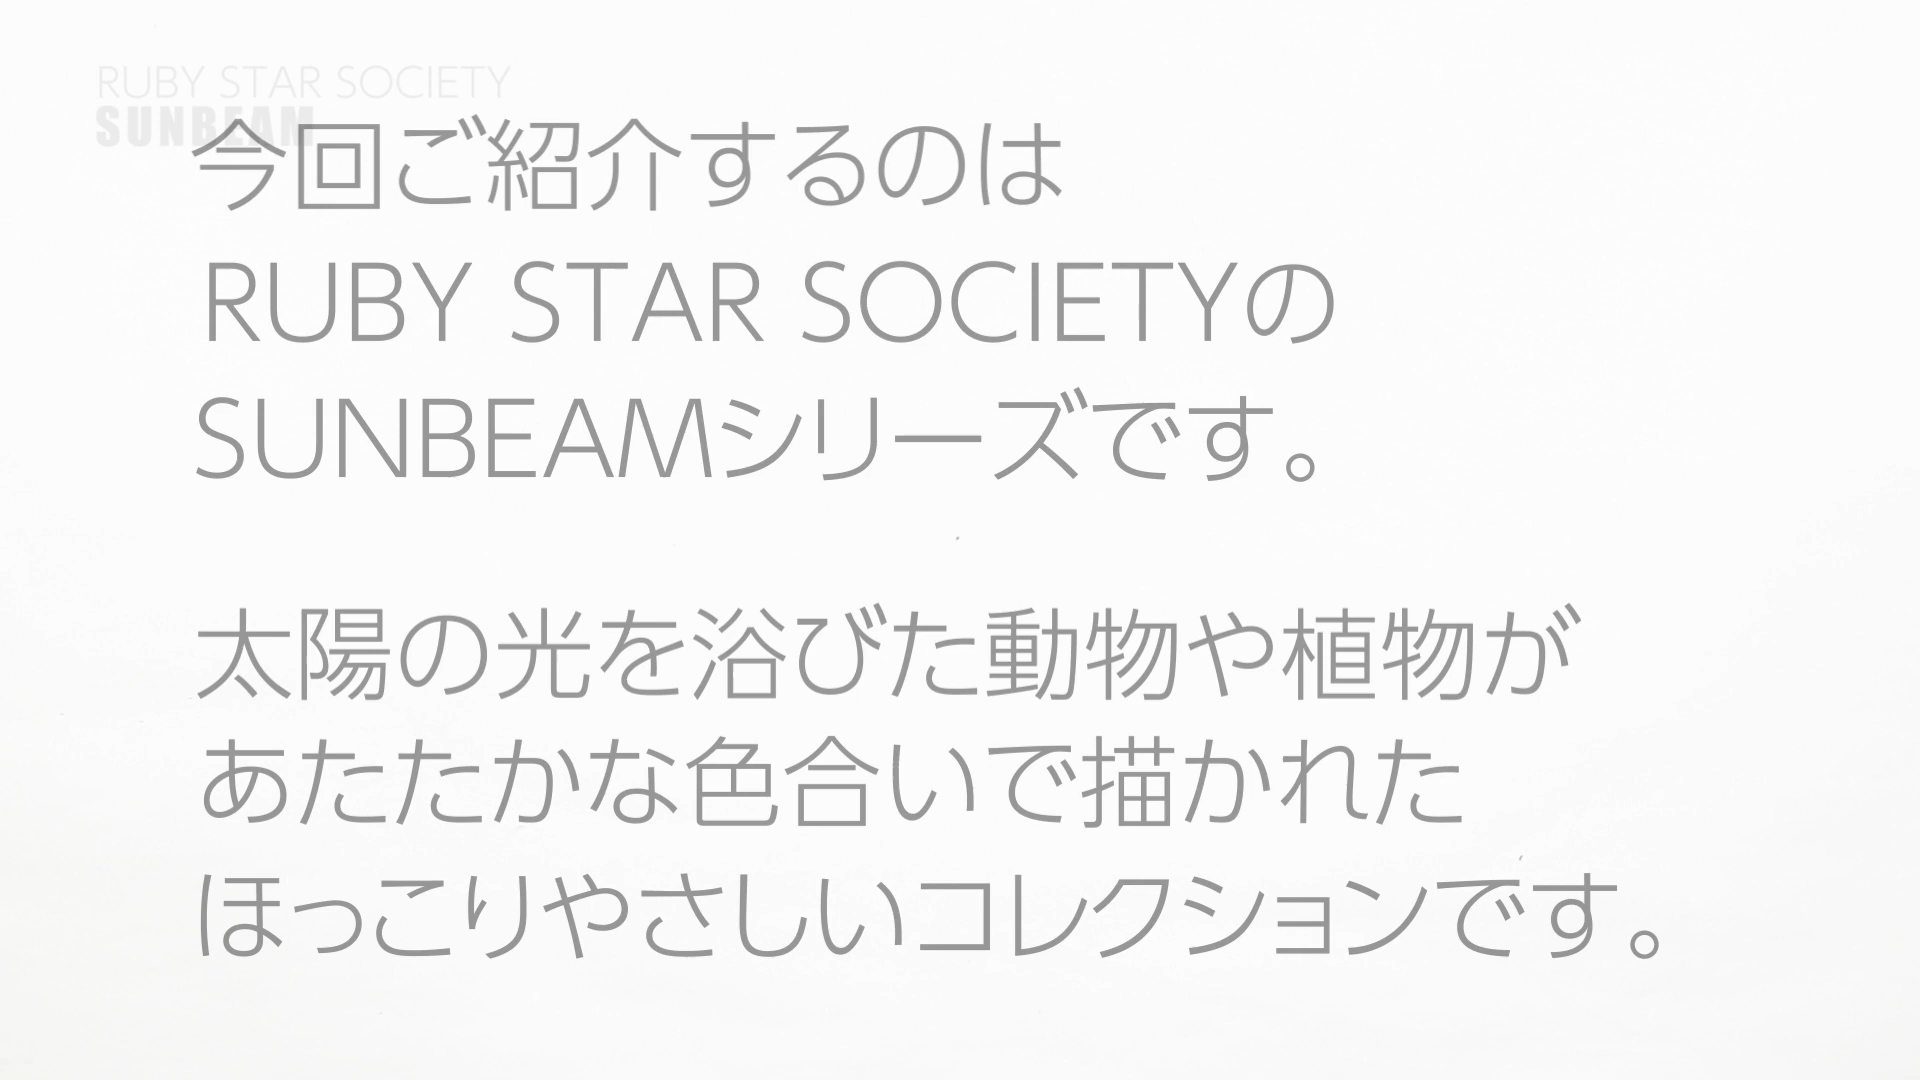 RUBY STAR SOCIETY
SUNBEAM
今回ご紹介するのは
RUBY STAR SOCIETYの
SUNBEAMシリーズです。
太陽の光を浴びた動物や植物が
あたたかな色合いで描かれた
ほっこりやさしいコレクションです。